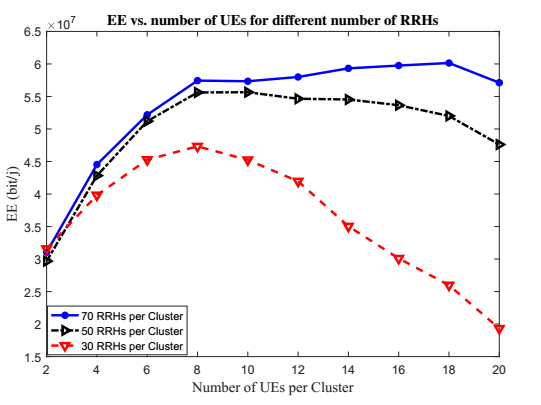 EE vs. number of UEs for different number of RRHs
×10⁷
6.5
6
5.5
5
4.5
4
3.5
3
2.5
2
1.5
EE (bit/j)
70 RRHs per Cluster
50 RRHs per Cluster
30 RRHs per Cluster
2 4 6 8 10 12 14 16 18 20
Number of UEs per Cluster